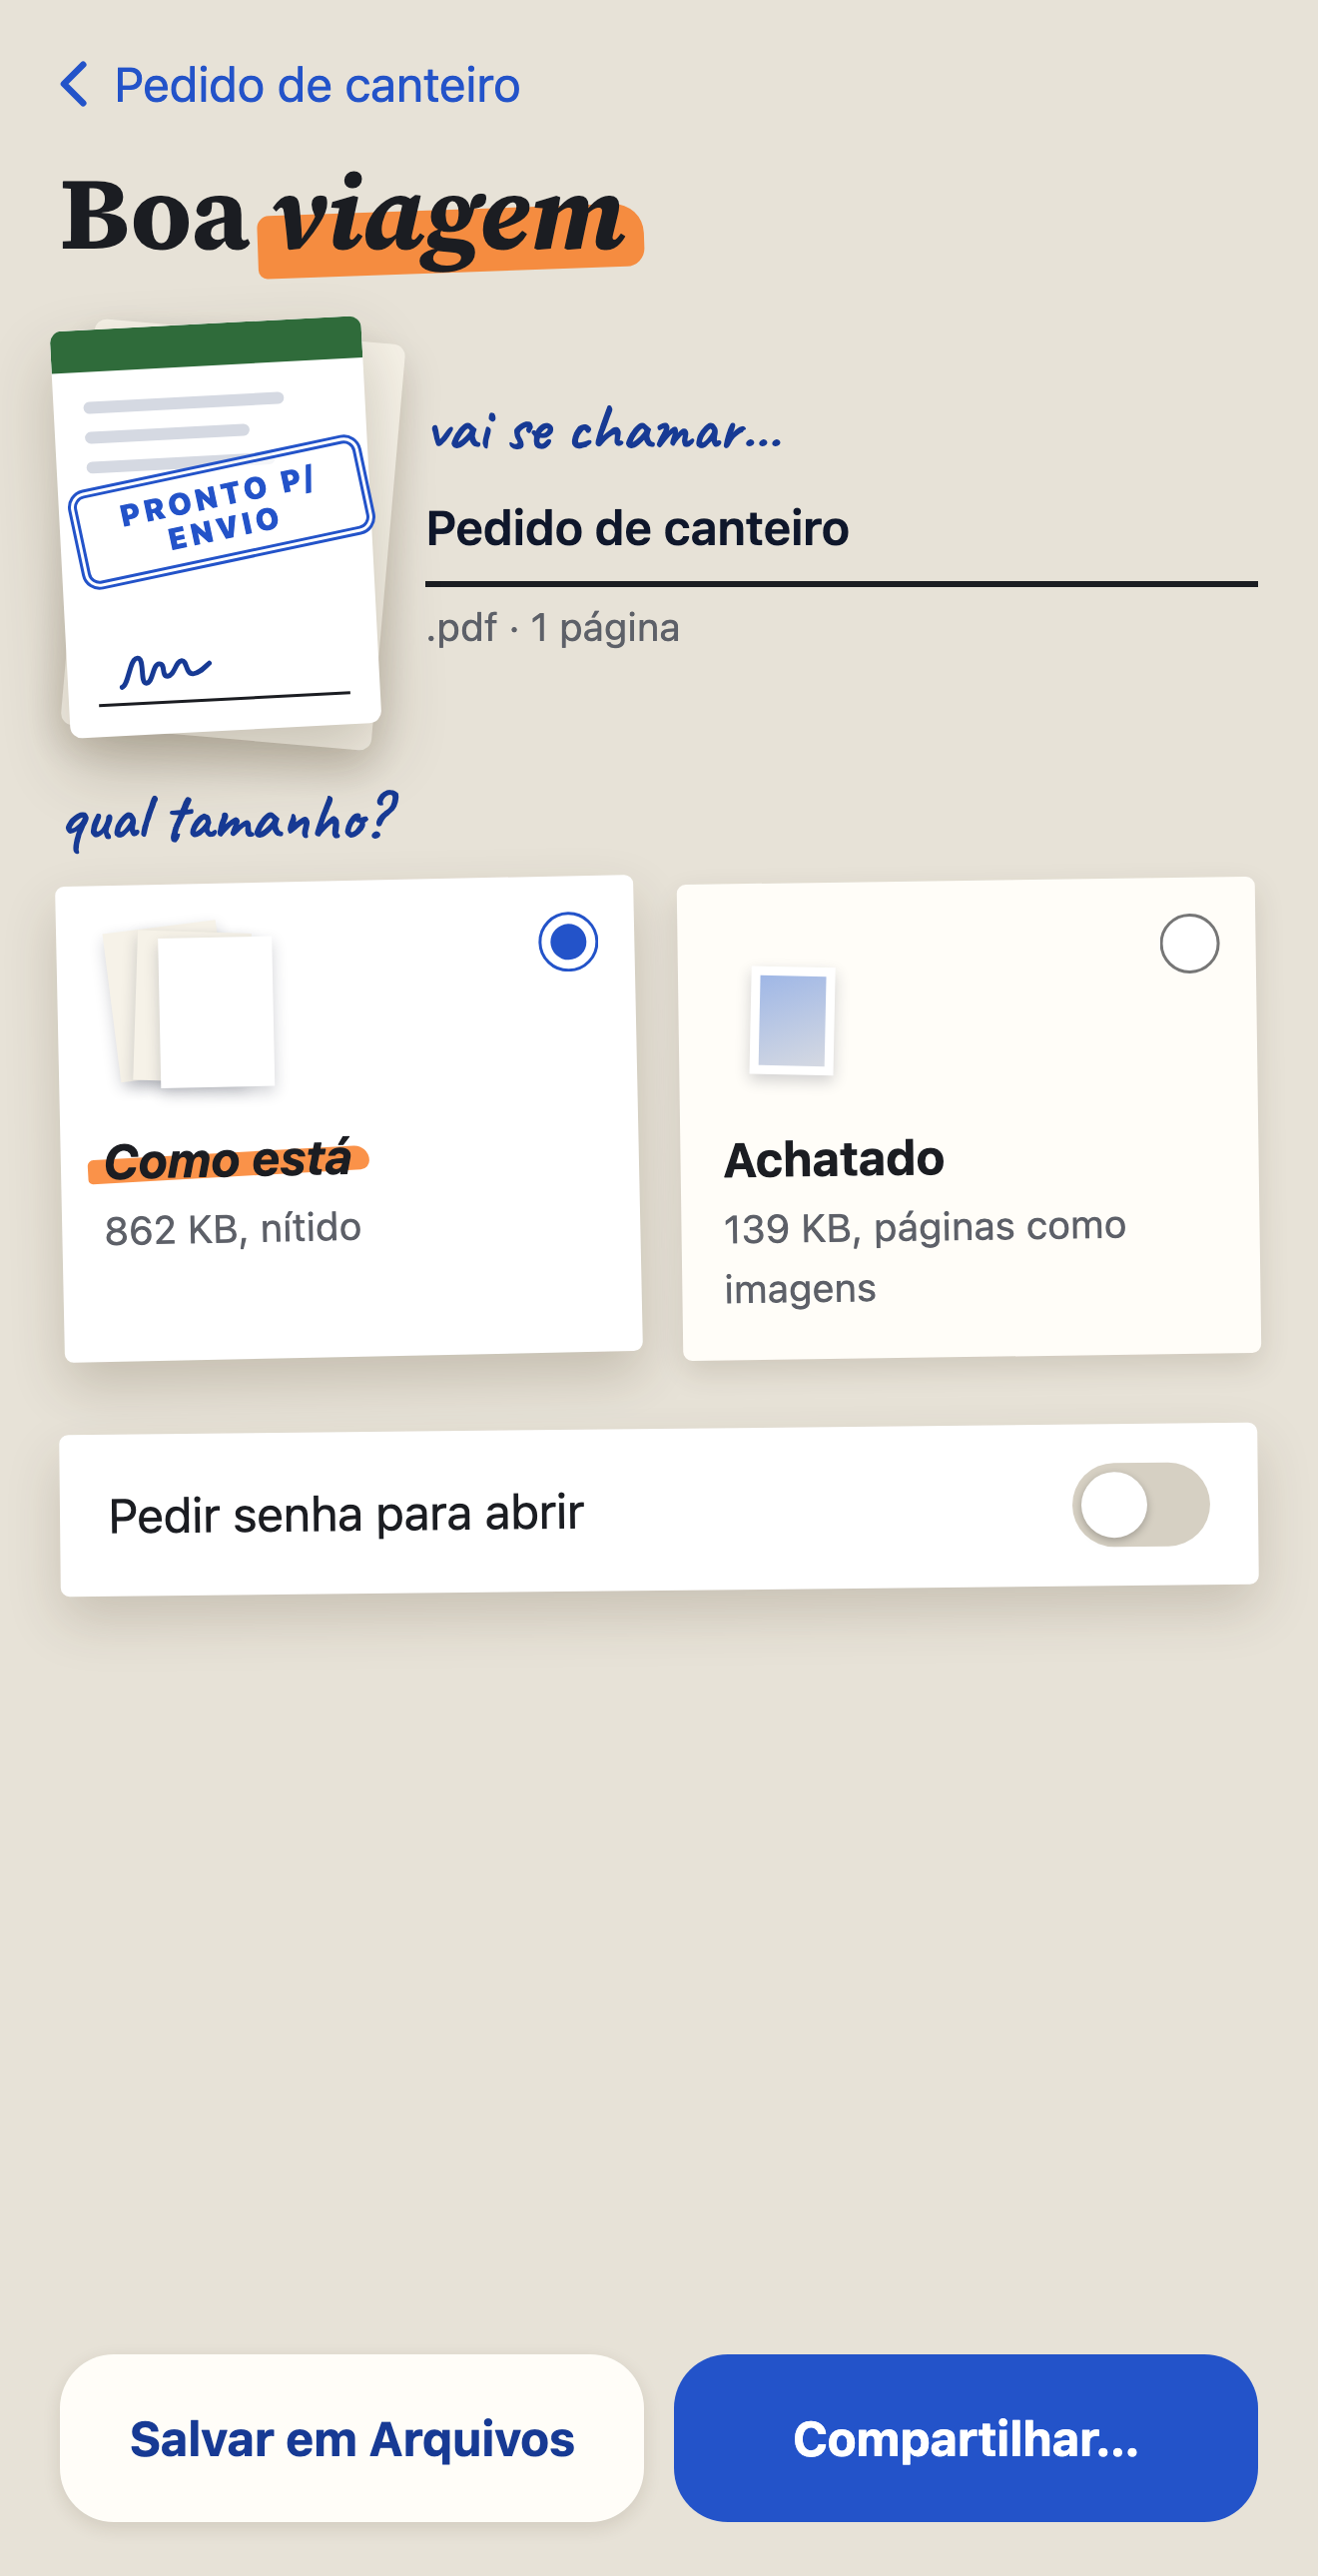 Pedido de canteiro
Boa viagem
PRONTO P/
ENVIO
vai se chamar...
Pedido de canteiro
.pdf · 1 página
qual tamanho?
Como está
862 KB, nítido
Achatado
139 KB, páginas como
imagens
Pedir senha para abrir
Salvar em Arquivos
Compartilhar...